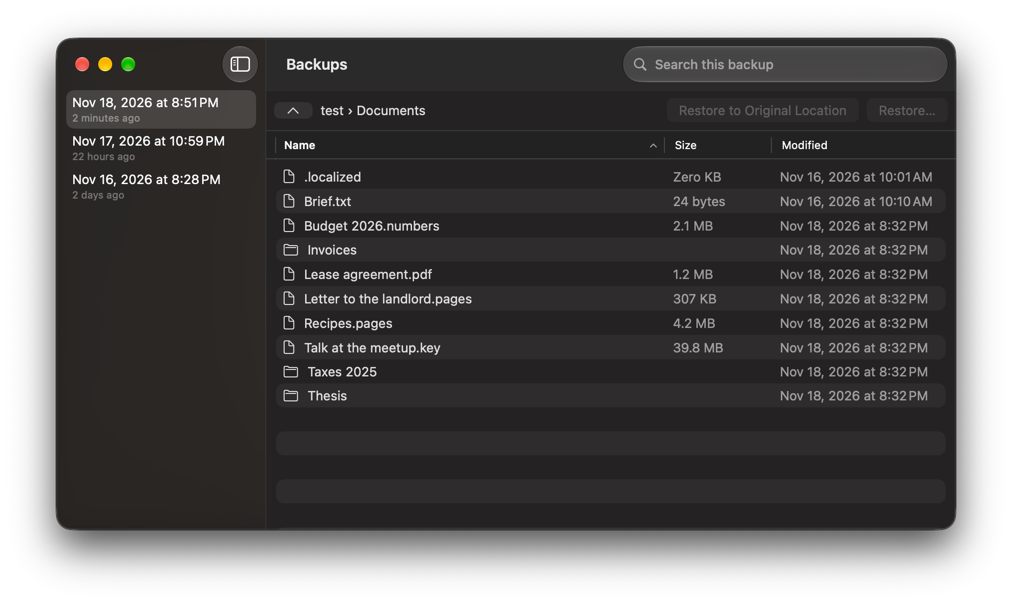 Backups
Search this backup
Nov 18, 2026 at 8:51 PM
2 minutes ago
Nov 17, 2026 at 10:59 PM
22 hours ago
Nov 16, 2026 at 8:28 PM
2 days ago
test › Documents
Restore to Original Location
Restore...
Name Size Modified
.localized Zero KB Nov 16, 2026 at 10:01 AM
Brief.txt 24 bytes Nov 16, 2026 at 10:10 AM
Budget 2026.numbers 2.1 MB Nov 18, 2026 at 8:32 PM
Invoices Nov 18, 2026 at 8:32 PM
Lease agreement.pdf 1.2 MB Nov 18, 2026 at 8:32 PM
Letter to the landlord.pages 307 KB Nov 18, 2026 at 8:32 PM
Recipes.pages 4.2 MB Nov 18, 2026 at 8:32 PM
Talk at the meetup.key 39.8 MB Nov 18, 2026 at 8:32 PM
Taxes 2025 Nov 18, 2026 at 8:32 PM
Thesis Nov 18, 2026 at 8:32 PM